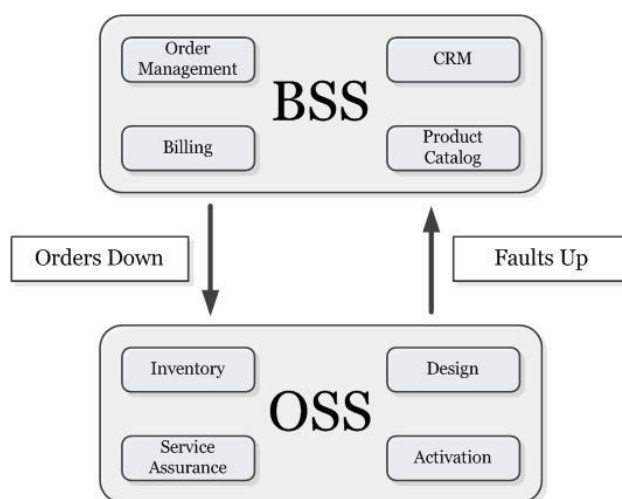 Order
Management
CRM
BSS
Billing
Product
Catalog
Orders Down
Faults Up
Inventory
Design
OSS
Service
Assurance
Activation